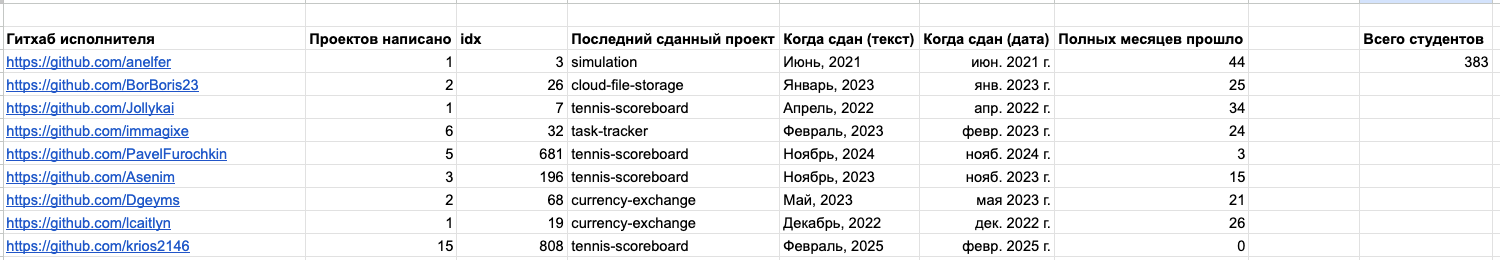 Гитхаб исполнителя Проектов написано idx Последний сданный проект Когда сдан (текст) Когда сдан (дата) Полных месяцев прошло Всего студентов
https://github.com/anelfer 1 3 simulation Июнь, 2021 июн. 2021 г. 44 383
https://github.com/BorBoris23 2 26 cloud-file-storage Январь, 2023 янв. 2023 г. 25
https://github.com/Jollykai 1 7 tennis-scoreboard Апрель, 2022 апр. 2022 г. 34
https://github.com/immagixe 6 32 task-tracker Февраль, 2023 февр. 2023 г. 24
https://github.com/PavelFurochkin 5 681 tennis-scoreboard Ноябрь, 2024 нояб. 2024 г. 3
https://github.com/Asenim 3 196 tennis-scoreboard Ноябрь, 2023 нояб. 2023 г. 15
https://github.com/Dgeyms 2 68 currency-exchange Май, 2023 мая 2023 г. 21
https://github.com/lcaitlyn 1 19 currency-exchange Декабрь, 2022 дек. 2022 г. 26
https://github.com/krios2146 15 808 tennis-scoreboard Февраль, 2025 февр. 2025 г. 0